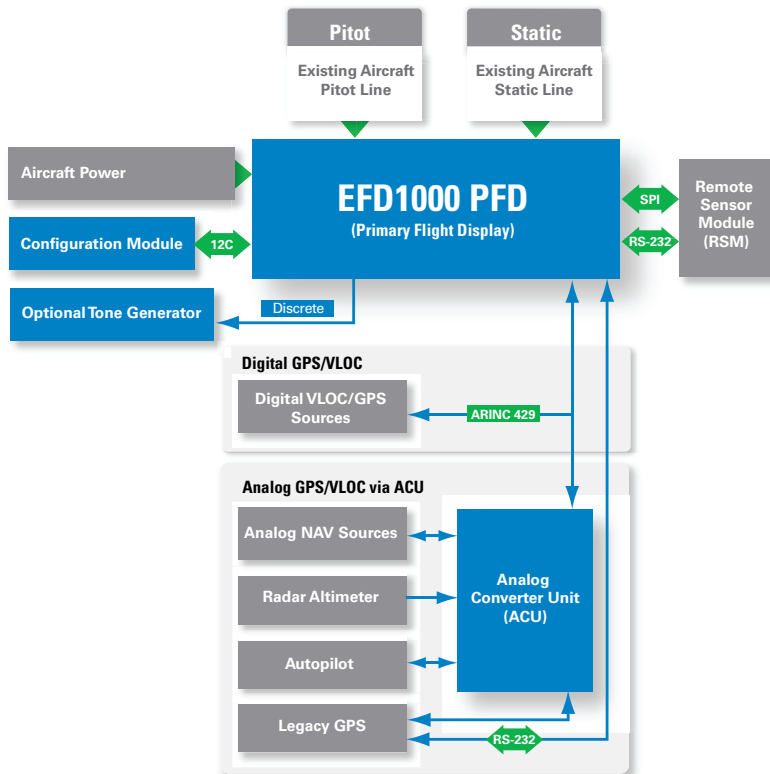 Pitot
Static
Existing Aircraft
Pitot Line
Existing Aircraft
Static Line
Aircraft Power
EFD1000 PFD
(Primary Flight Display)
SPI
RS-232
Remote
Sensor
Module
(RSM)
Configuration Module
12C
Optional Tone Generator
Discrete
Digital GPS/VLOC
Digital VLOC/GPS
Sources
ARINC 429
Analog GPS/VLOC via ACU
Analog NAV Sources
Radar Altimeter
Autopilot
Legacy GPS
Analog
Converter Unit
(ACU)
RS-232